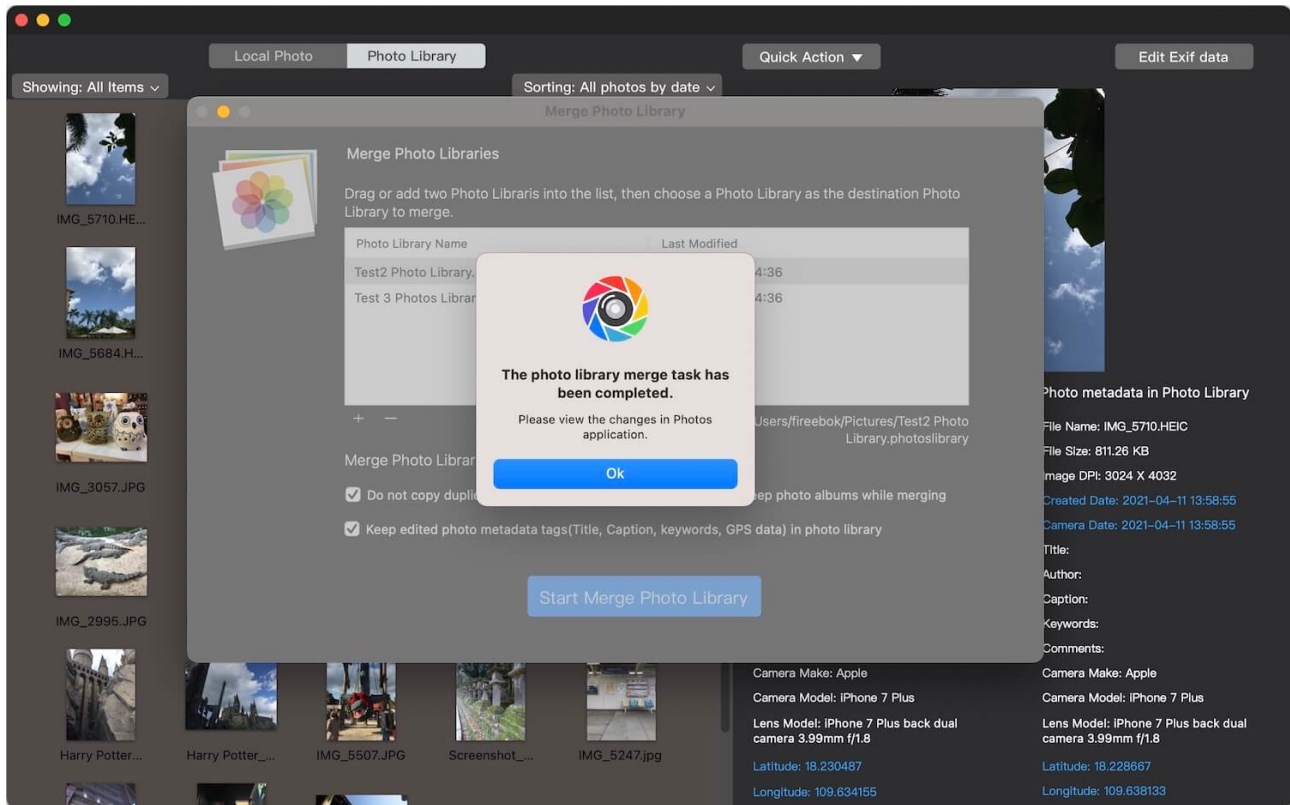 Local Photo
Photo Library
Quick Action ▼
Edit Exif data
Showing: All Items
Sorting: All photos by date
Merge Photo Library
Merge Photo Libraries
Drag or add two Photo Libraris into the list, then choose a Photo Library as the destination Photo
Library to merge.
Photo Library Name
Last Modified
Test2 Photo Library.
4:36
Test 3 Photos Librar
4:36
The photo library merge task has
been completed.
Please view the changes in Photos
application.
Ok
+ —
Users/fireebok/Pictures/Test2 Photo
Library.photoslibrary
Merge Photo Librar
Do not copy duplic
eep photo albums while merging
Keep edited photo metadata tags(Title, Caption, keywords, GPS data) in photo library
Start Merge Photo Library
IMG_5710.HE...
IMG_5684.H...
IMG_3057.JPG
IMG_2995.JPG
Harry Potter...
Harry Potter_...
IMG_5507.JPG
Screenshot_...
IMG_5247.jpg
Camera Make: Apple
Camera Model: iPhone 7 Plus
Lens Model: iPhone 7 Plus back dual
camera 3.99mm f/1.8
Latitude: 18.230487
Longitude: 109.634155
Photo metadata in Photo Library
File Name: IMG_5710.HEIC
File Size: 811.26 KB
Image DPI: 3024 X 4032
Created Date: 2021-04-11 13:58:55
Camera Date: 2021-04-11 13:58:55
Title:
Author:
Caption:
Keywords:
Comments:
Camera Make: Apple
Camera Model: iPhone 7 Plus
Lens Model: iPhone 7 Plus back dual
camera 3.99mm f/1.8
Latitude: 18.228667
Longitude: 109.638133